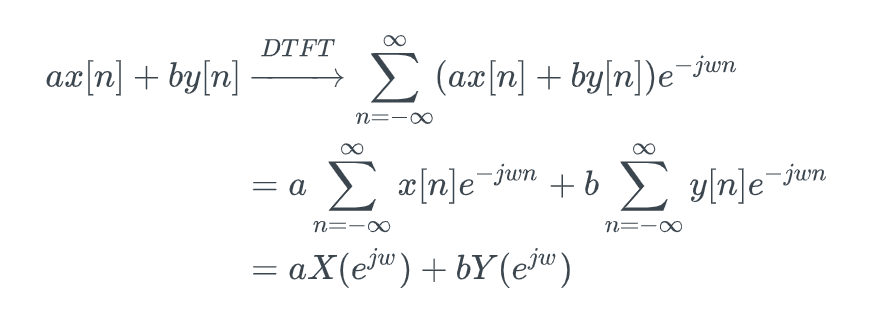 ax[n] + by[n] \xrightarrow{DTFT} \sum_{n=-\infty}^{\infty} (ax[n] + by[n])e^{-jwn}
= a \sum_{n=-\infty}^{\infty} x[n]e^{-jwn} + b \sum_{n=-\infty}^{\infty} y[n]e^{-jwn}
= aX(e^{jw}) + bY(e^{jw})